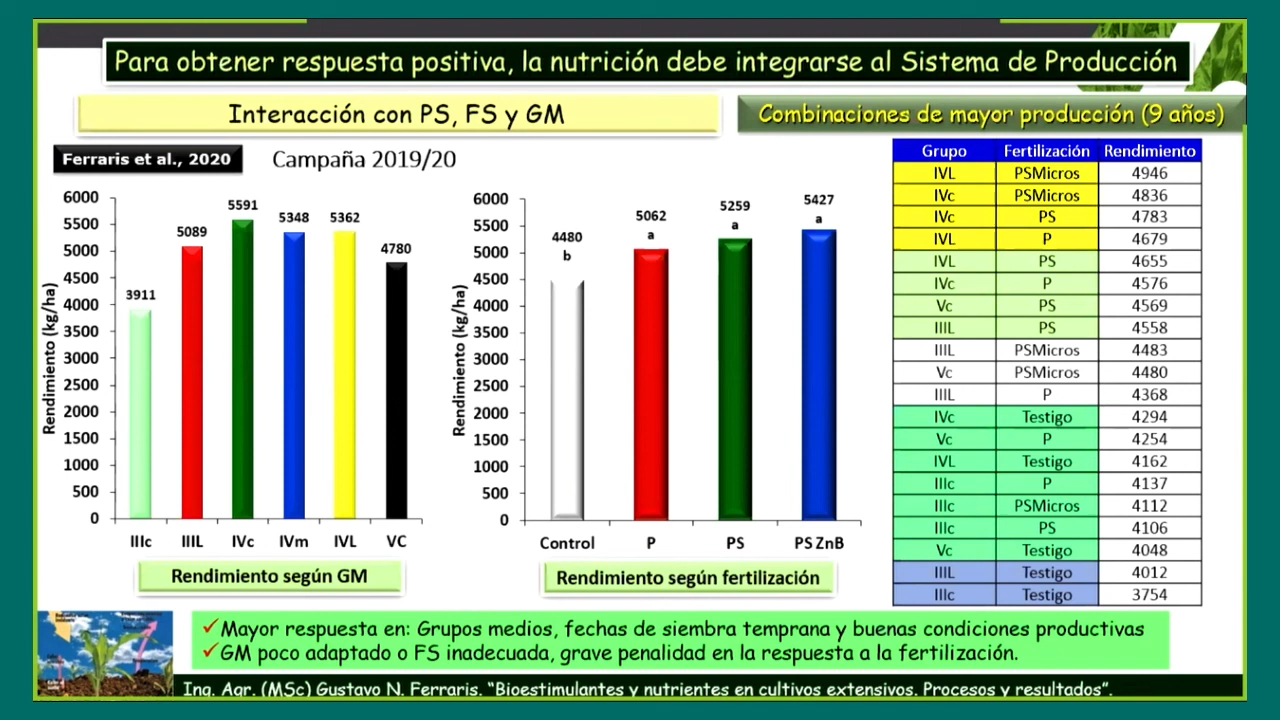 Para obtener respuesta positiva, la nutrición debe integrarse al Sistema de Producción
Interacción con PS, FS y GM
Combinaciones de mayor producción (9 años)
Ferraris et al., 2020
Campaña 2019/20
Rendimiento (kg/ha)
6000
5500
5000
4500
4000
3500
3000
2500
2000
1500
1000
500
0
3911
5089
5591
5348
5362
4780
IIIc IIIL IVc IVm IVL VC
Rendimiento según GM
Rendimiento (kg/ha)
6000
5500
5000
4500
4000
3500
3000
2500
2000
1500
1000
500
0
4480
b
5062
a
5259
a
5427
a
Control P PS PS ZnB
Rendimiento según fertilización
Grupo Fertilización Rendimiento
IVL PSMicros 4946
IVc PSMicros 4836
IVc PS 4783
IVL P 4679
IVL PS 4655
IVc P 4576
Vc PS 4569
IIIL PS 4558
IIIL PSMicros 4483
Vc PSMicros 4480
IIIL P 4368
IVc Testigo 4294
Vc P 4254
IVL Testigo 4162
IIIc P 4137
IIIc PSMicros 4112
IIIc PS 4106
Vc Testigo 4048
IIIL Testigo 4012
IIIc Testigo 3754
✓Mayor respuesta en: Grupos medios, fechas de siembra temprana y buenas condiciones productivas
✓GM poco adaptado o FS inadecuada, grave penalidad en la respuesta a la fertilización.
Ing. Agr. (MSc) Gustavo N. Ferraris. "Bioestimulantes y nutrientes en cultivos extensivos. Procesos y resultados".